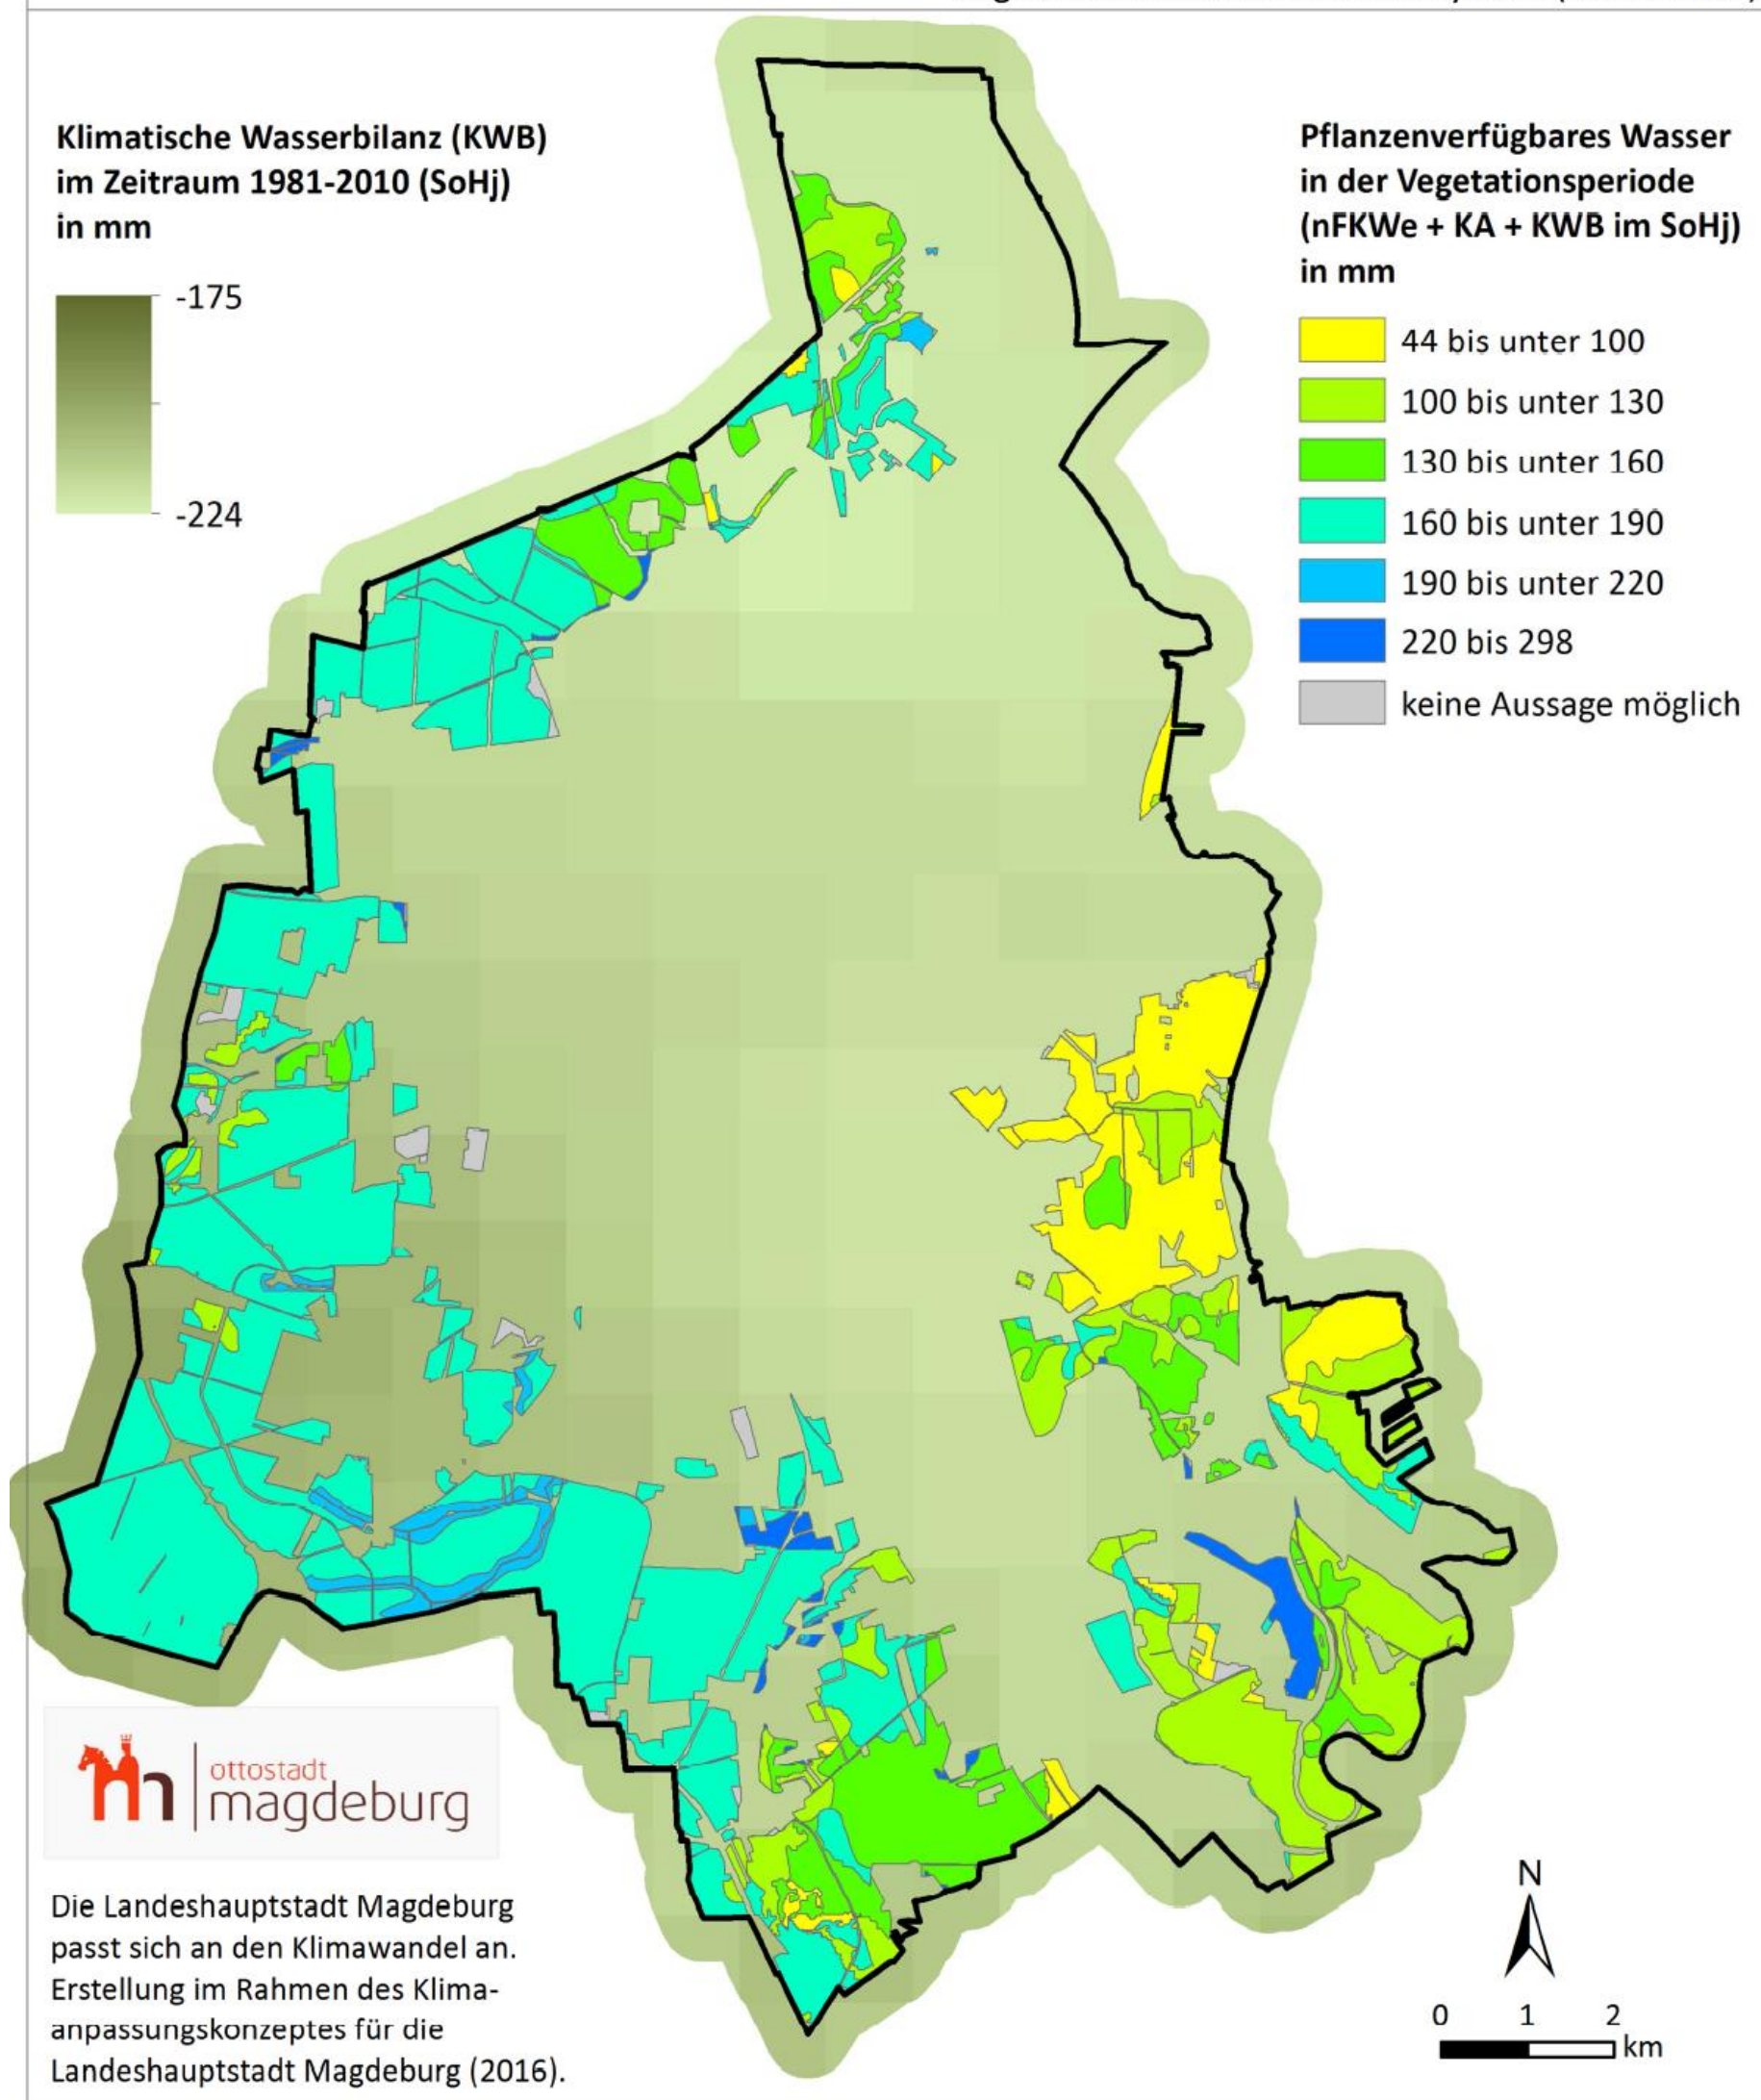 Klimatische Wasserbilanz (KWB)
im Zeitraum 1981-2010 (SoHj)
in mm
-175
-224
Pflanzenverfügbares Wasser
in der Vegetationsperiode
(nFKWe + KA + KWB im SoHj)
in mm
44 bis unter 100
100 bis unter 130
130 bis unter 160
160 bis unter 190
190 bis unter 220
220 bis 298
keine Aussage möglich
ottostadt
magdeburg
Die Landeshauptstadt Magdeburg
passt sich an den Klimawandel an.
Erstellung im Rahmen des Klima-
anpassungskonzeptes für die
Landeshauptstadt Magdeburg (2016).
N
0 1 2
km